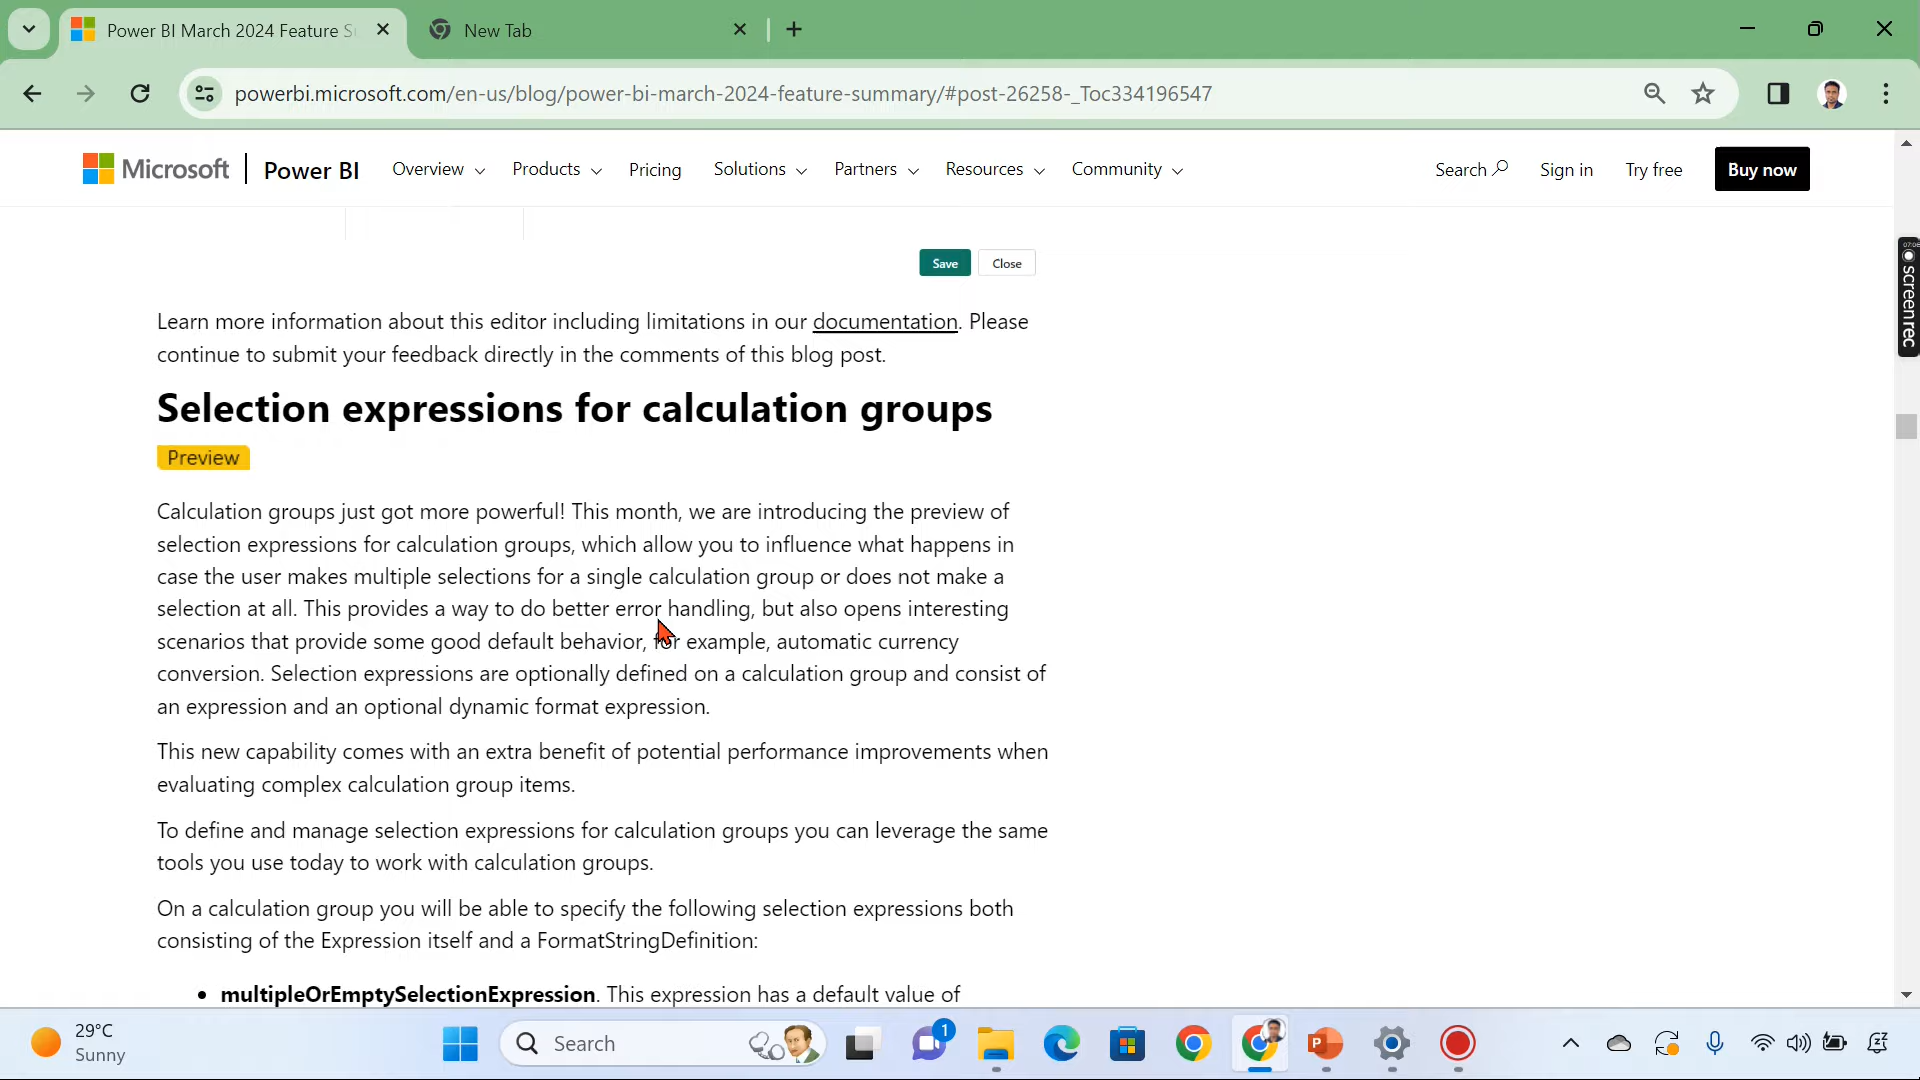 Power BI March 2024 Feature S
New Tab
powerbi.microsoft.com/en-us/blog/power-bi-march-2024-feature-summary/#post-26258-_Toc334196547
Microsoft
Power BI
Overview
Products
Pricing
Solutions
Partners
Resources
Community
Search
Sign in
Try free
Buy now
07:06
screenrec
Save
Close
Learn more information about this editor including limitations in our documentation. Please
continue to submit your feedback directly in the comments of this blog post.
Selection expressions for calculation groups
Preview
Calculation groups just got more powerful! This month, we are introducing the preview of
selection expressions for calculation groups, which allow you to influence what happens in
case the user makes multiple selections for a single calculation group or does not make a
selection at all. This provides a way to do better error handling, but also opens interesting
scenarios that provide some good default behavior, for example, automatic currency
conversion. Selection expressions are optionally defined on a calculation group and consist of
an expression and an optional dynamic format expression.
This new capability comes with an extra benefit of potential performance improvements when
evaluating complex calculation group items.
To define and manage selection expressions for calculation groups you can leverage the same
tools you use today to work with calculation groups.
On a calculation group you will be able to specify the following selection expressions both
consisting of the Expression itself and a FormatStringDefinition:
• multipleOrEmptySelectionExpression. This expression has a default value of
29°C
Sunny
Search
1
P